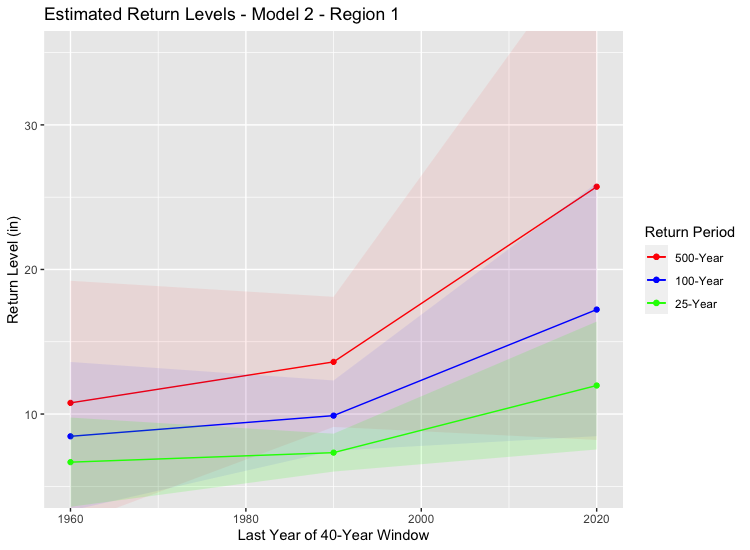 Estimated Return Levels - Model 2 - Region 1
30
20
10
Return Level (in)
1960
1980
2000
2020
Last Year of 40-Year Window
Return Period
500-Year
100-Year
25-Year